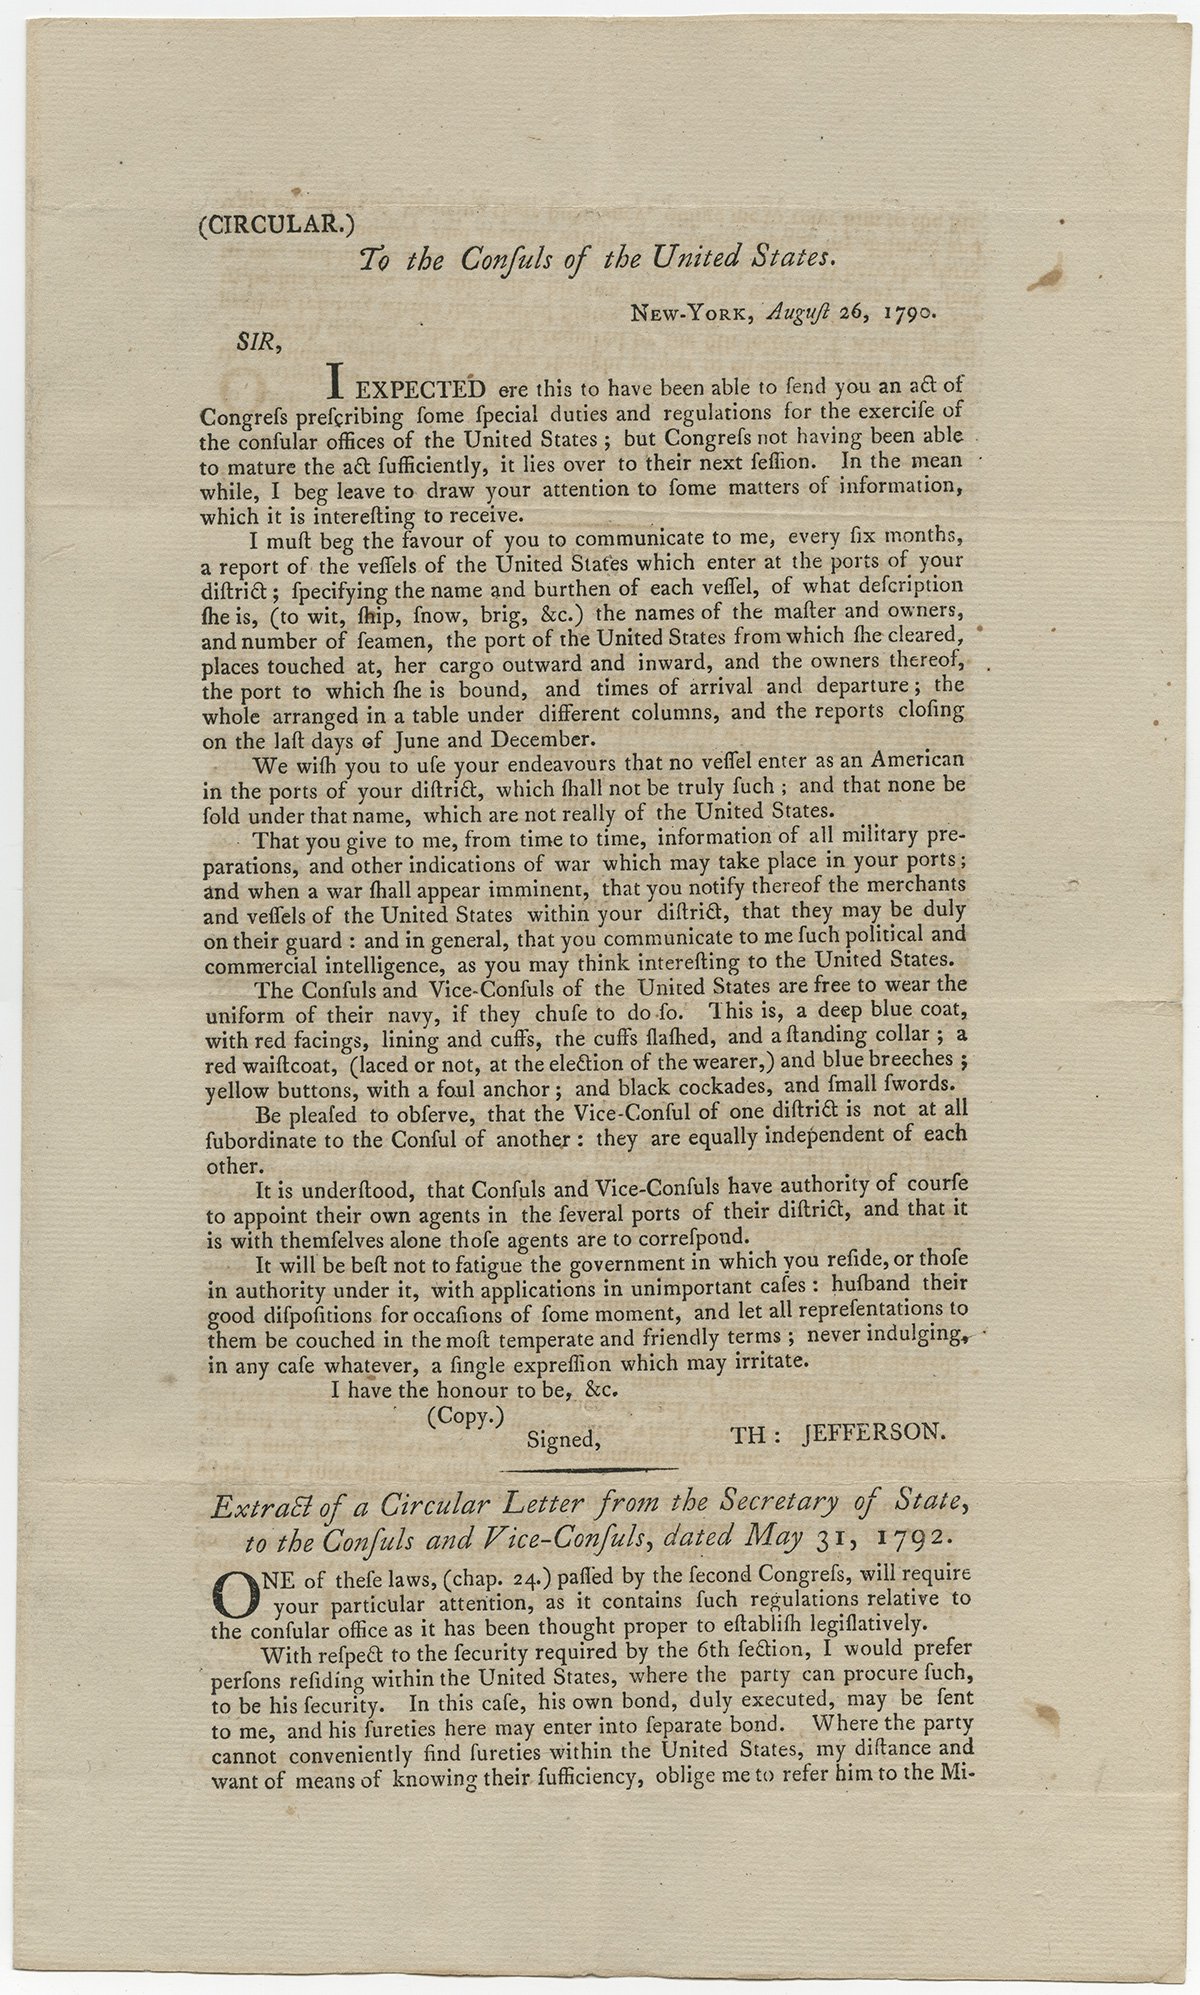 (CIRCULAR.)
To the Conſuls of the United States.
NEW-YORK, Auguſt 26, 1790.
SIR,
I EXPECTED ere this to have been able to ſend you an act of
Congreſs preſcribing ſome ſpecial duties and regulations for the exerciſe of
the conſular offices of the United States ; but Congreſs not having been able
to mature the act ſufficiently, it lies over to their next ſeſſion. In the mean
while, I beg leave to draw your attention to ſome matters of information,
which it is intereſting to receive.
I muſt beg the favour of you to communicate to me, every ſix months,
a report of the veſſels of the United States which enter at the ports of your
diſtrict ; ſpecifying the name and burthen of each veſſel, of what deſcription
ſhe is, (to wit, ſhip, ſnow, brig, &c.) the names of the maſter and owners,
and number of ſeamen, the port of the United States from which ſhe cleared,
places touched at, her cargo outward and inward, and the owners thereof,
the port to which ſhe is bound, and times of arrival and departure ; the
whole arranged in a table under different columns, and the reports cloſing
on the laſt days of June and December.
We wiſh you to uſe your endeavours that no veſſel enter as an American
in the ports of your diſtrict, which ſhall not be truly ſuch ; and that none be
ſold under that name, which are not really of the United States.
That you give to me, from time to time, information of all military pre-
parations, and other indications of war which may take place in your ports ;
and when a war ſhall appear imminent, that you notify thereof the merchants
and veſſels of the United States within your diſtrict, that they may be duly
on their guard : and in general, that you communicate to me ſuch political and
commercial intelligence, as you may think intereſting to the United States.
The Conſuls and Vice-Conſuls of the United States are free to wear the
uniform of their navy, if they chuſe to do ſo. This is, a deep blue coat,
with red facings, lining and cuffs, the cuffs ſlaſhed, and a ſtanding collar ; a
red waiſtcoat, (laced or not, at the election of the wearer,) and blue breeches ;
yellow buttons, with a foul anchor ; and black cockades, and ſmall ſwords.
Be pleaſed to obſerve, that the Vice-Conſul of one diſtrict is not at all
ſubordinate to the Conſul of another : they are equally independent of each
other.
It is underſtood, that Conſuls and Vice-Conſuls have authority of courſe
to appoint their own agents in the ſeveral ports of their diſtrict, and that it
is with themſelves alone thoſe agents are to correſpond.
It will be beſt not to fatigue the government in which you reſide, or thoſe
in authority under it, with applications in unimportant caſes : huſband their
good diſpoſitions for occaſions of ſome moment, and let all repreſentations to
them be couched in the moſt temperate and friendly terms ; never indulging,
in any caſe whatever, a ſingle expreſſion which may irritate.
I have the honour to be, &c.
(Copy.)
Signed, TH : JEFFERSON.
Extract of a Circular Letter from the Secretary of State,
to the Conſuls and Vice-Conſuls, dated May 31, 1792.
ONE of theſe laws, (chap. 24.) paſſed by the ſecond Congreſs, will require
your particular attention, as it contains ſuch regulations relative to
the conſular office as it has been thought proper to eſtabliſh legiſlatively.
With reſpect to the ſecurity required by the 6th ſection, I would prefer
perſons reſiding within the United States, where the party can procure ſuch,
to be his ſecurity. In this caſe, his own bond, duly executed, may be ſent
to me, and his ſureties here may enter into ſeparate bond. Where the party
cannot conveniently find ſureties within the United States, my diſtance and
want of means of knowing their ſufficiency, oblige me to refer him to the Mi-